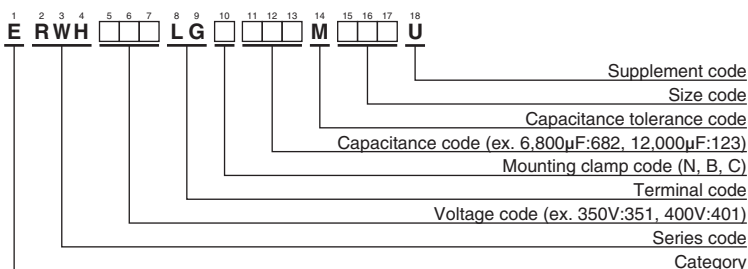 1 2 3 4 5 6 7 8 9 10 11 12 13 14 15 16 17 18
E RWH □□□ LG □ □□□ M □□□ U
Supplement code
Size code
Capacitance tolerance code
Capacitance code (ex. 6,800µF:682, 12,000µF:123)
Mounting clamp code (N, B, C)
Terminal code
Voltage code (ex. 350V:351, 400V:401)
Series code
Category